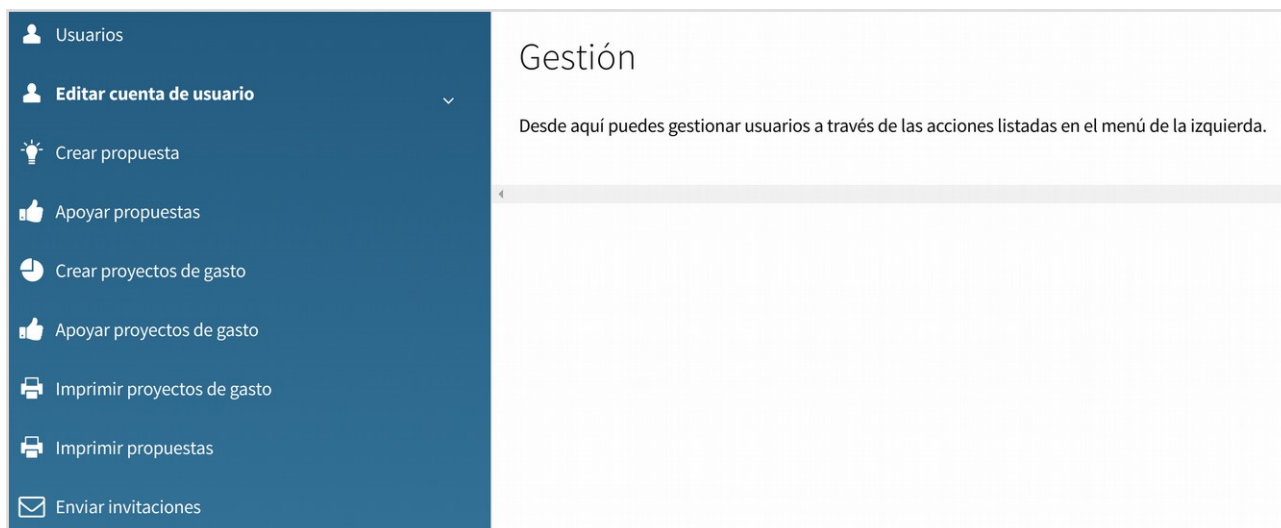 Usuarios
Editar cuenta de usuario
Crear propuesta
Apoyar propuestas
Crear proyectos de gasto
Apoyar proyectos de gasto
Imprimir proyectos de gasto
Imprimir propuestas
Enviar invitaciones
Gestión
Desde aquí puedes gestionar usuarios a través de las acciones listadas en el menú de la izquierda.